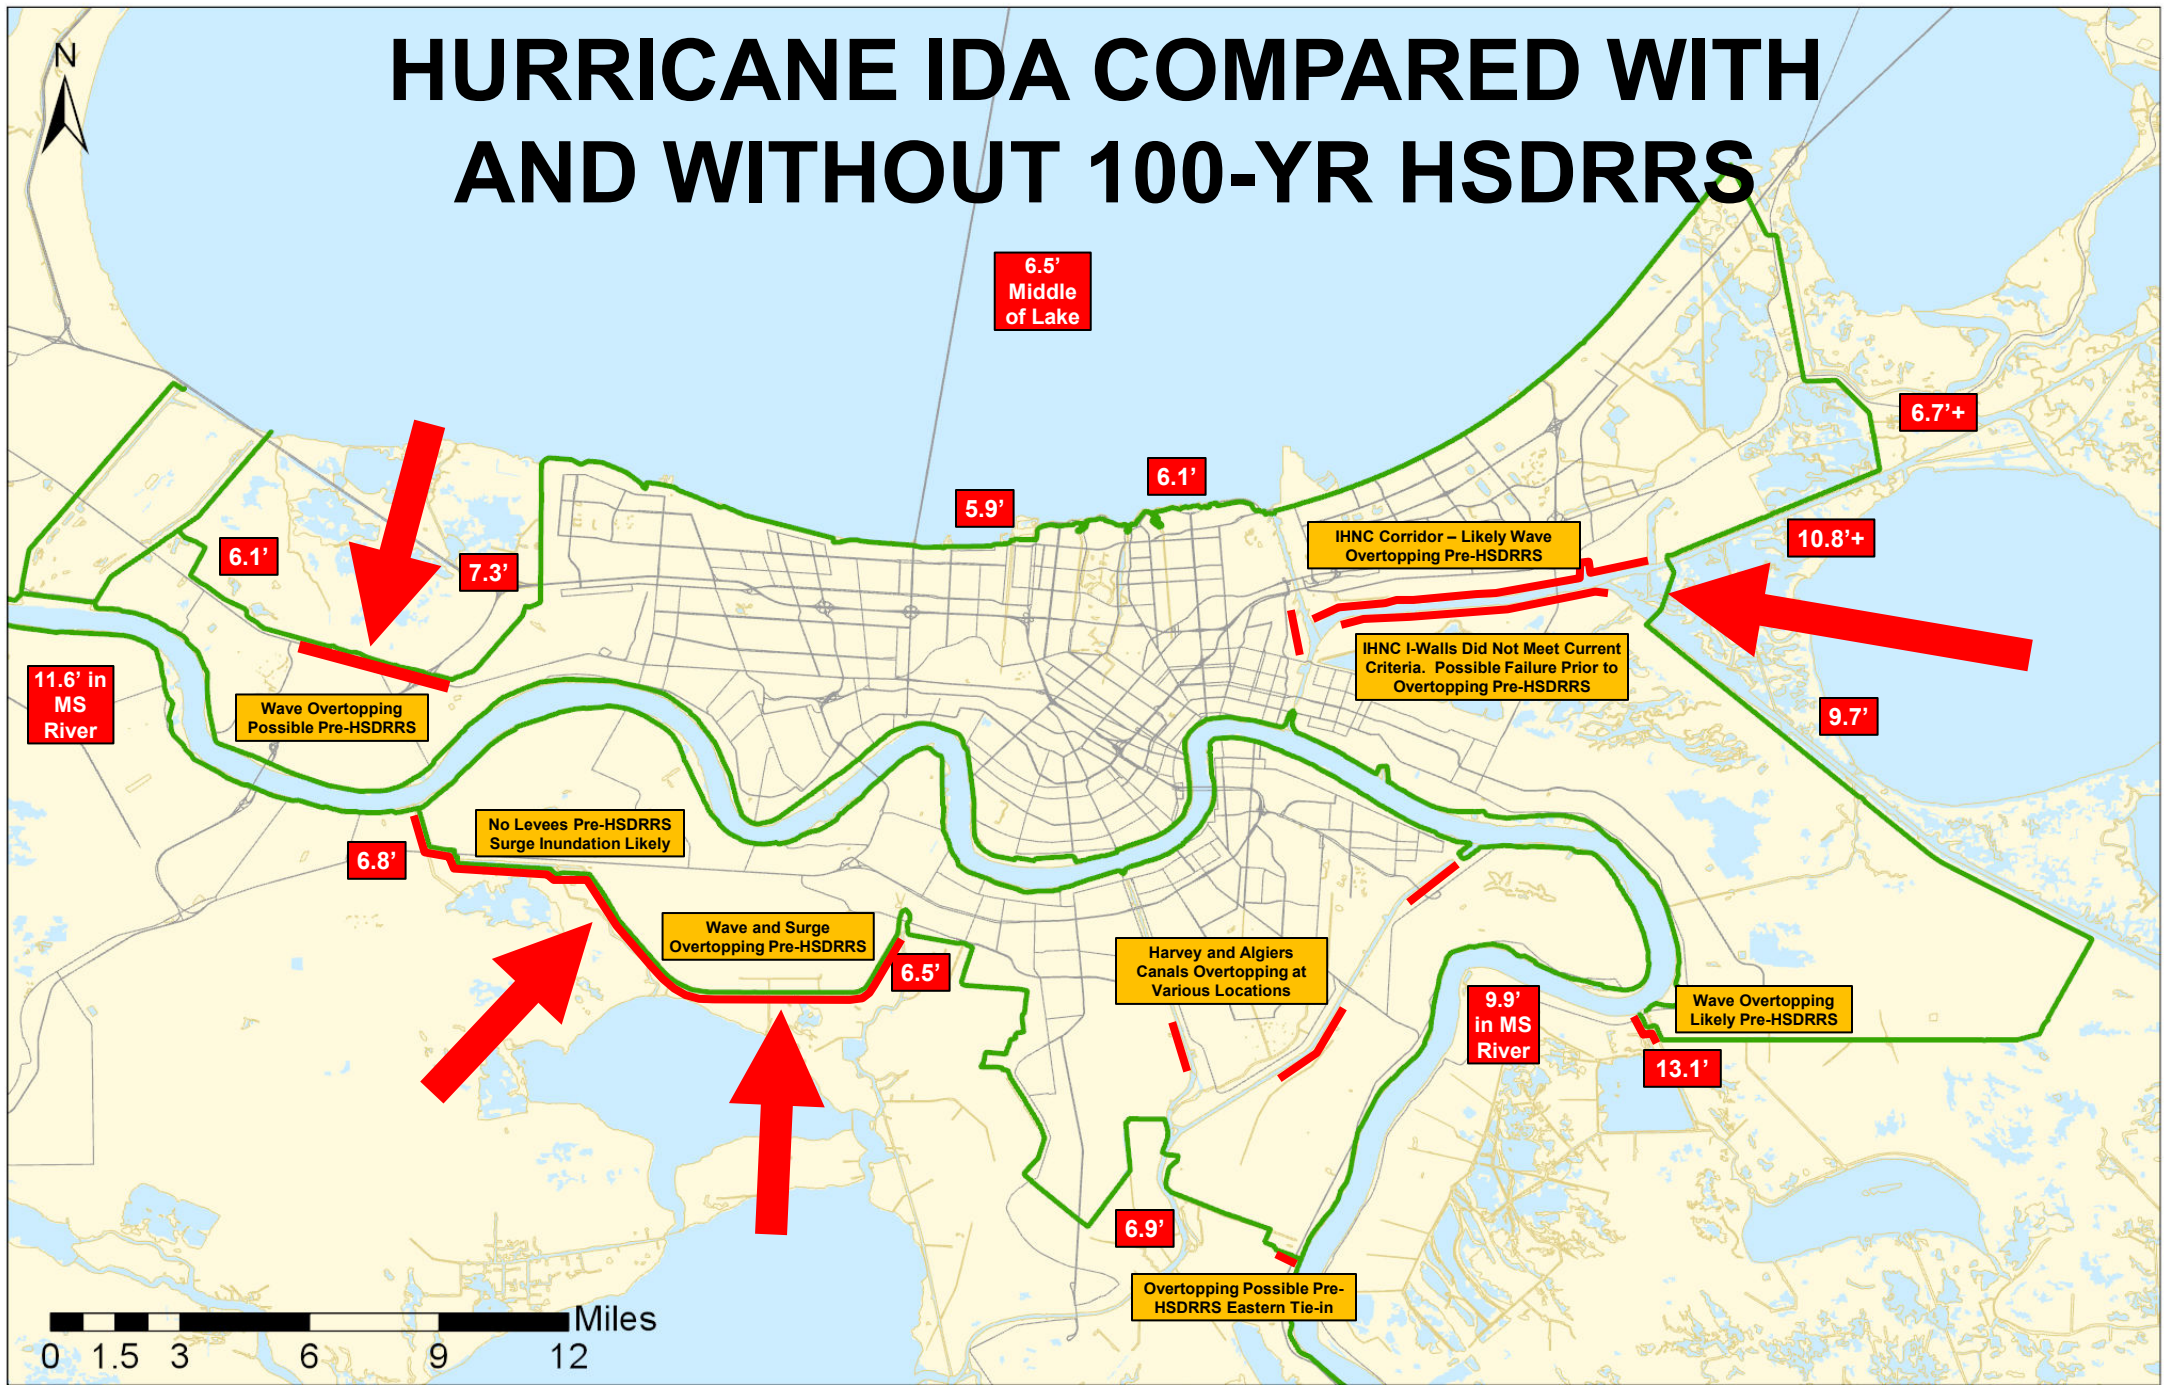 HURRICANE IDA COMPARED WITH
AND WITHOUT 100-YR HSDRRS
N
6.5’
Middle
of Lake
6.7’+
6.1’
5.9’
10.8’+
IHNC Corridor – Likely Wave
Overtopping Pre-HSDRRS
6.1’
7.3’
IHNC I-Walls Did Not Meet Current
Criteria. Possible Failure Prior to
Overtopping Pre-HSDRRS
11.6’ in
MS
River
Wave Overtopping
Possible Pre-HSDRRS
9.7’
No Levees Pre-HSDRRS
Surge Inundation Likely
6.8’
Wave and Surge
Overtopping Pre-HSDRRS
6.5’
Harvey and Algiers
Canals Overtopping at
Various Locations
9.9’
in MS
River
Wave Overtopping
Likely Pre-HSDRRS
13.1’
6.9’
Overtopping Possible Pre-
HSDRRS Eastern Tie-in
Miles
0 1.5 3 6 9 12